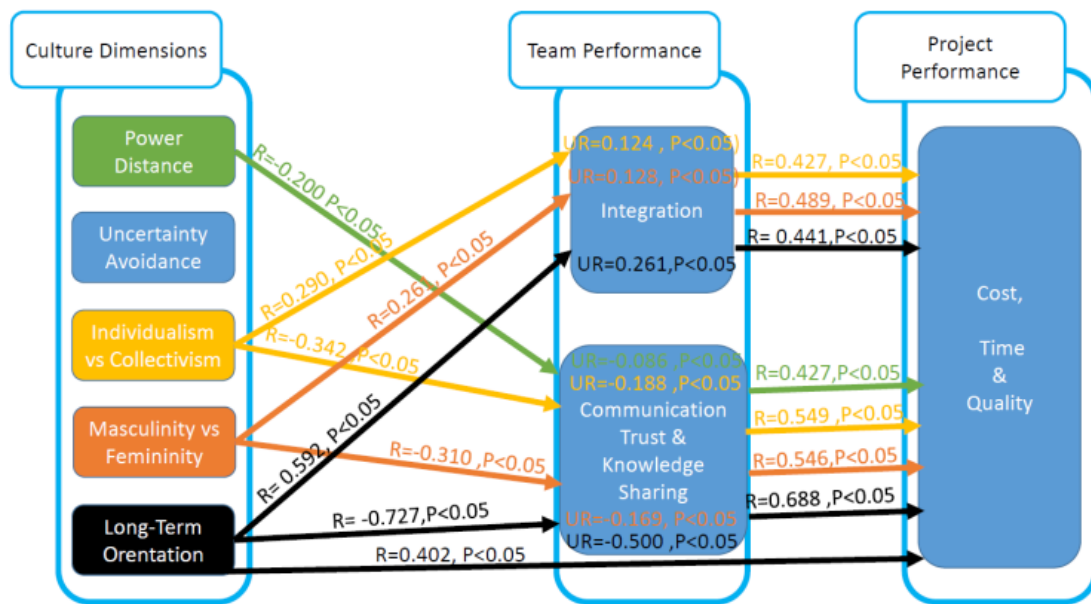 Culture Dimensions
Team Performance
Project
Performance
Power
Distance
Uncertainty
Avoidance
Individualism
vs Collectivism
Masculinity vs
Femininity
Long-Term
Orentation
R=-0.200 P<0.05
R=0.290, P<0.05
R=0.261, P<0.05
R=-0.342 ,P<0.05
R= 0.592, P<0.05
R=-0.310 ,P<0.05
R= -0.727,P<0.05
R=0.402, P<0.05
UR=0.124 , P<0.05)
UR=0.128, P<0.05)
Integration
UR=0.261,P<0.05
UR=-0.086 ,P<0.05
UR=-0.188 ,P<0.05
Communication
Trust &
Knowledge
Sharing
UR=-0.169, P<0.05
UR=-0.500 ,P<0.05
R=0.427, P<0.05
R=0.489, P<0.05
R= 0.441,P<0.05
R=0.427,P<0.05
R=0.549, P<0.05
R=0.546, P<0.05
R=0.688 ,P<0.05
Cost,
Time
&
Quality